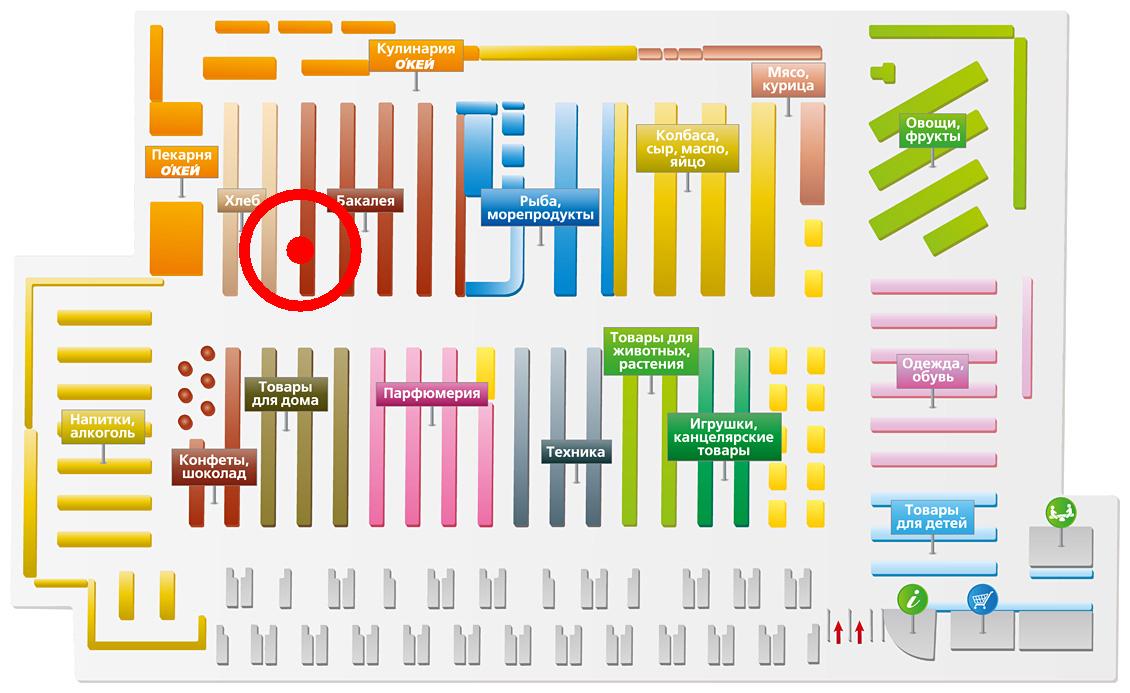 Кулинария
О'КЕЙ
Мясо,
курица
Овощи,
фрукты
Колбаса,
сыр, масло,
яйцо
Пекарня
О'КЕЙ
Хлеб
Бакалея
Рыба,
морепродукты
Товары для
животных,
растения
Одежда,
обувь
Товары
для дома
Парфюмерия
Напитки,
алкоголь
Игрушки,
канцелярские
товары
Конфеты,
шоколад
Техника
Товары
для детей
i